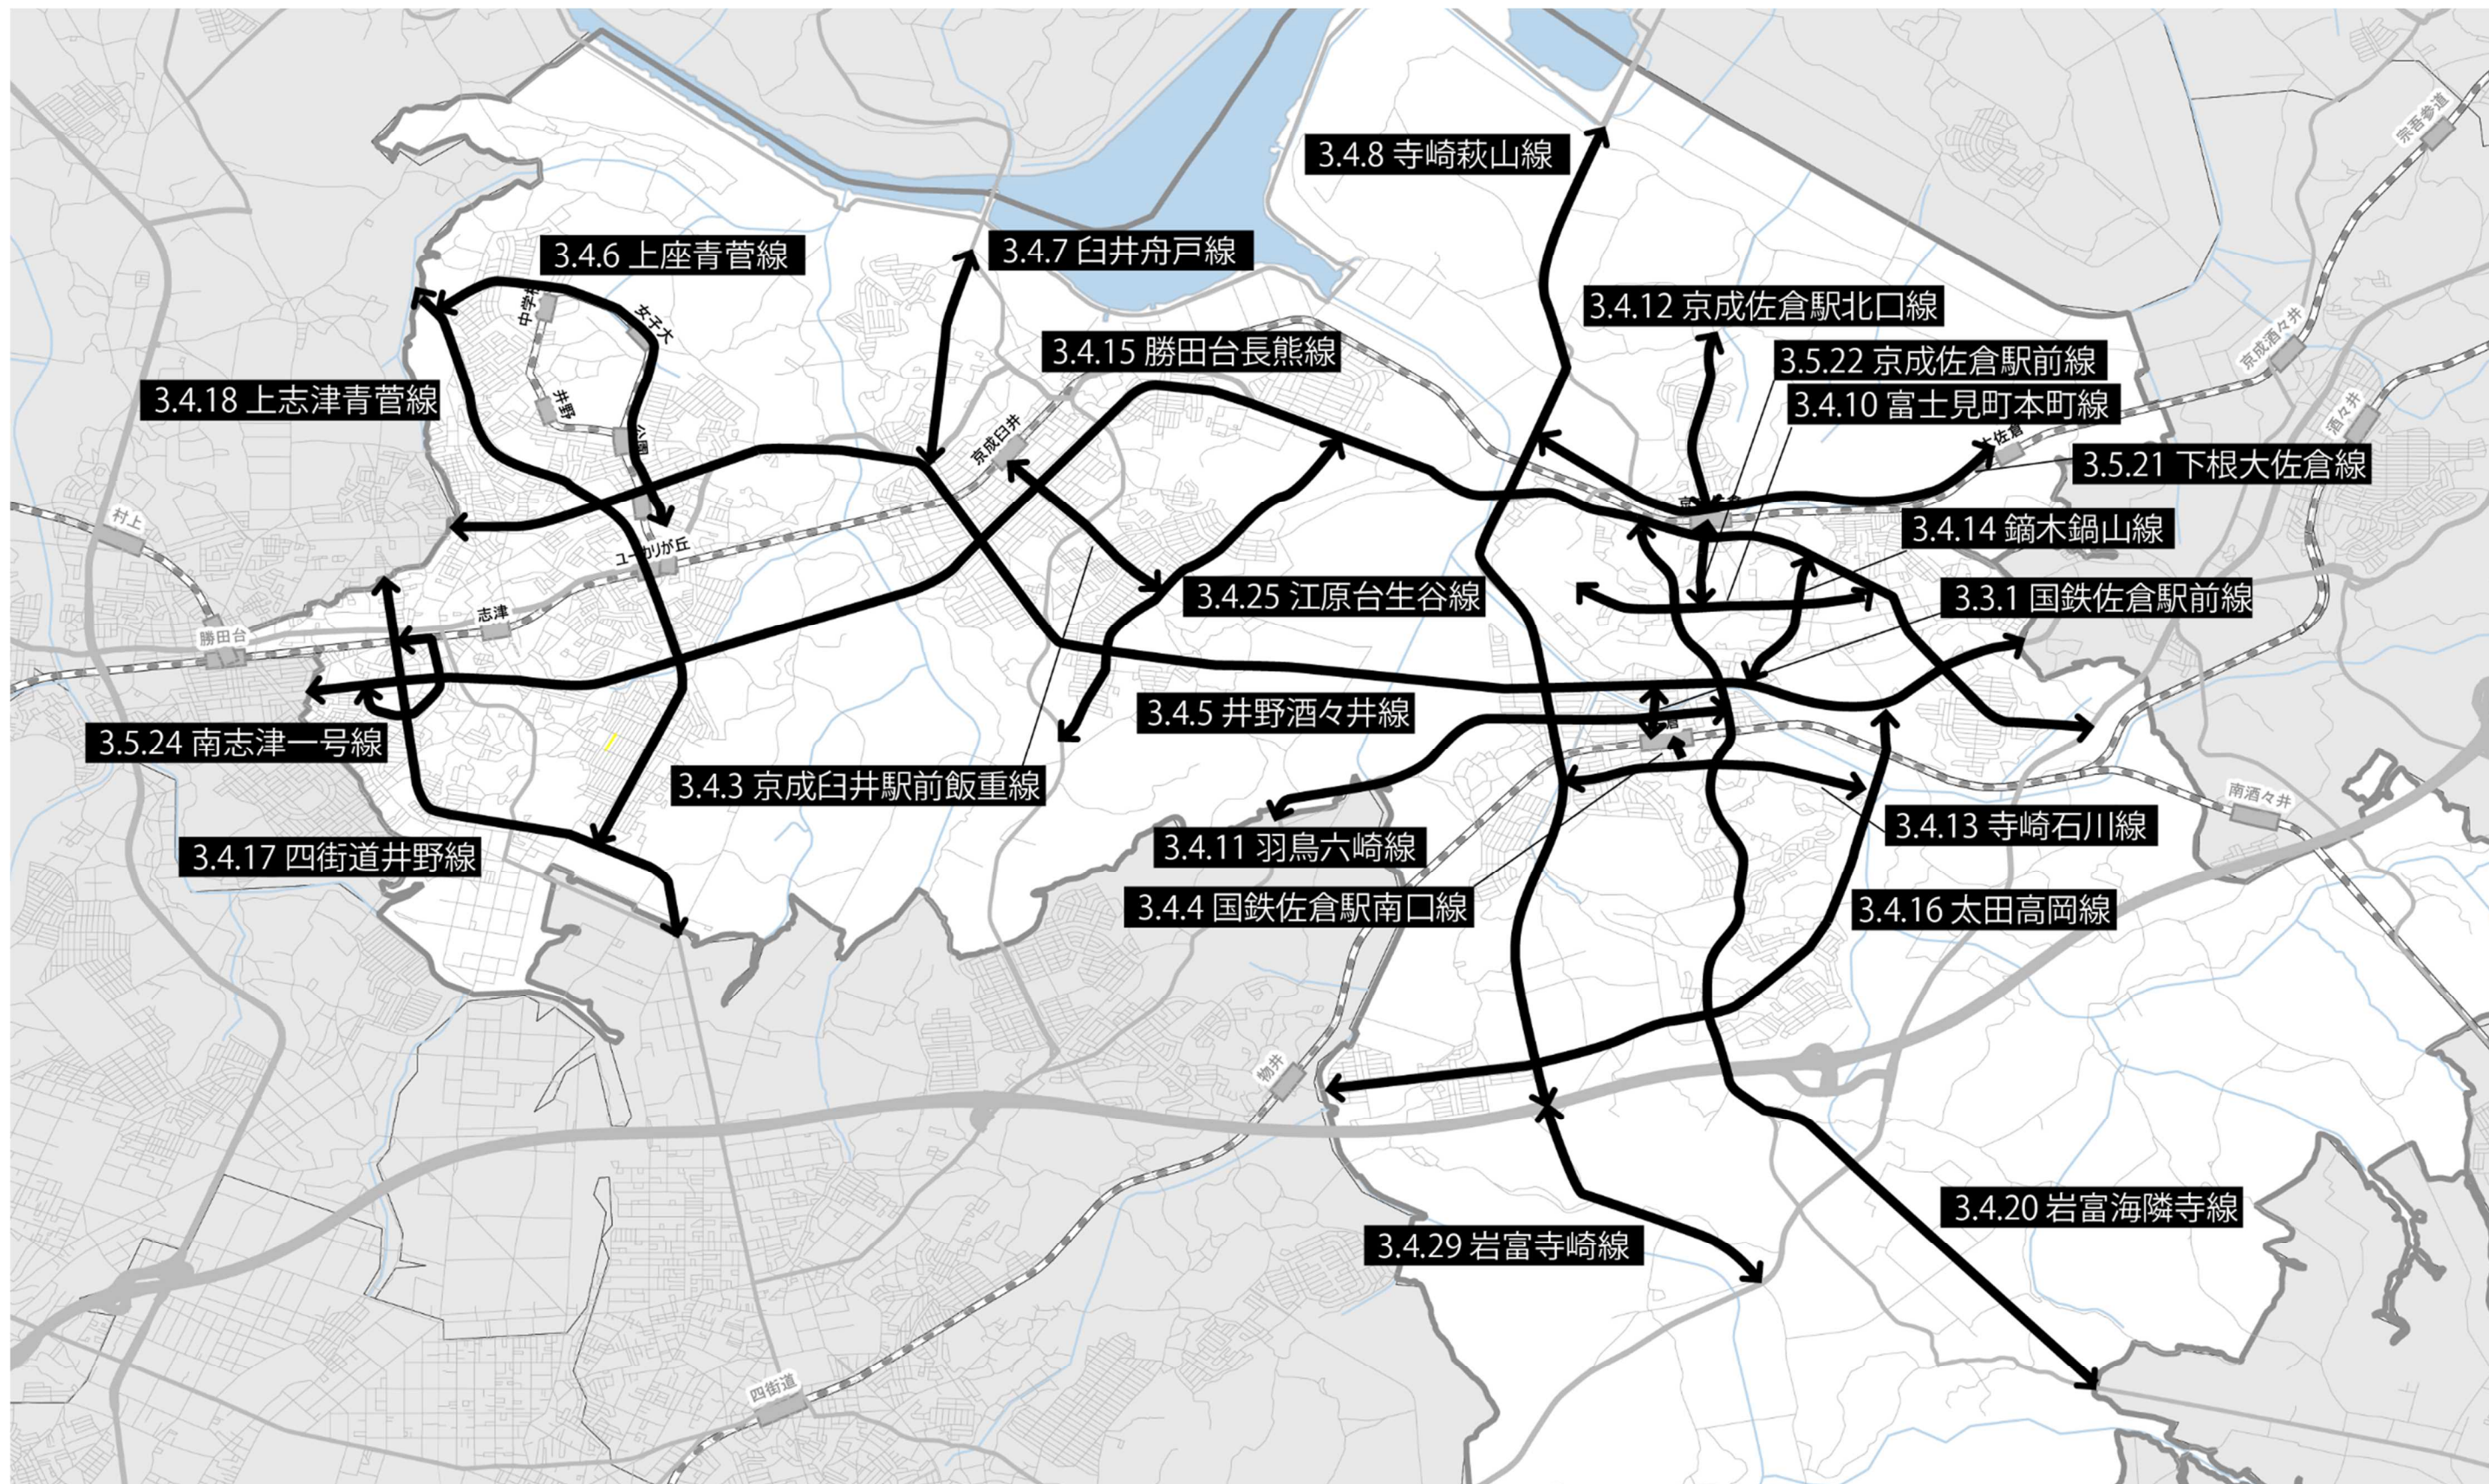 宗吾参道
3.4.8 寺崎萩山線
3.4.6 上座青菅線
3.4.7 臼井舟戸線
3.4.12 京成佐倉駅北口線
女子大
3.4.15 勝田台長熊線
3.5.22 京成佐倉駅前線
京成酒々井
3.4.18 上志津青菅線
井野
3.4.10 富士見町本町線
酒々井
公園
京成臼井
大佐倉
3.5.21 下根大佐倉線
村上
3.4.14 鏑木鍋山線
ユーカリが丘
3.4.25 江原台生谷線
3.3.1 国鉄佐倉駅前線
志津
勝田台
3.4.5 井野酒々井線
3.5.24 南志津一号線
3.4.3 京成臼井駅前飯重線
南酒々井
3.4.13 寺崎石川線
3.4.11 羽鳥六崎線
3.4.17 四街道井野線
3.4.4 国鉄佐倉駅南口線
3.4.16 太田高岡線
物井
3.4.20 岩富海隣寺線
3.4.29 岩富寺崎線
四街道